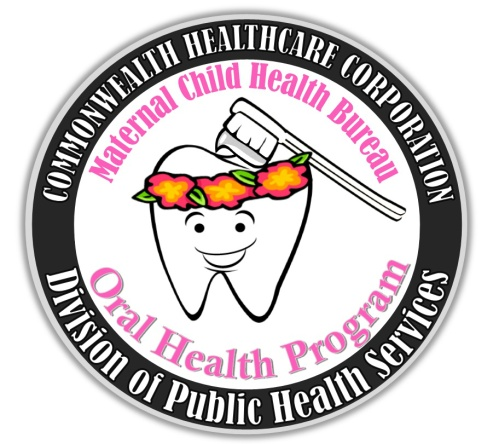 COMMONWEALTH HEALTHCARE CORPORATION
Maternal Child Health Bureau
Oral Health Program
Division of Public Health Services